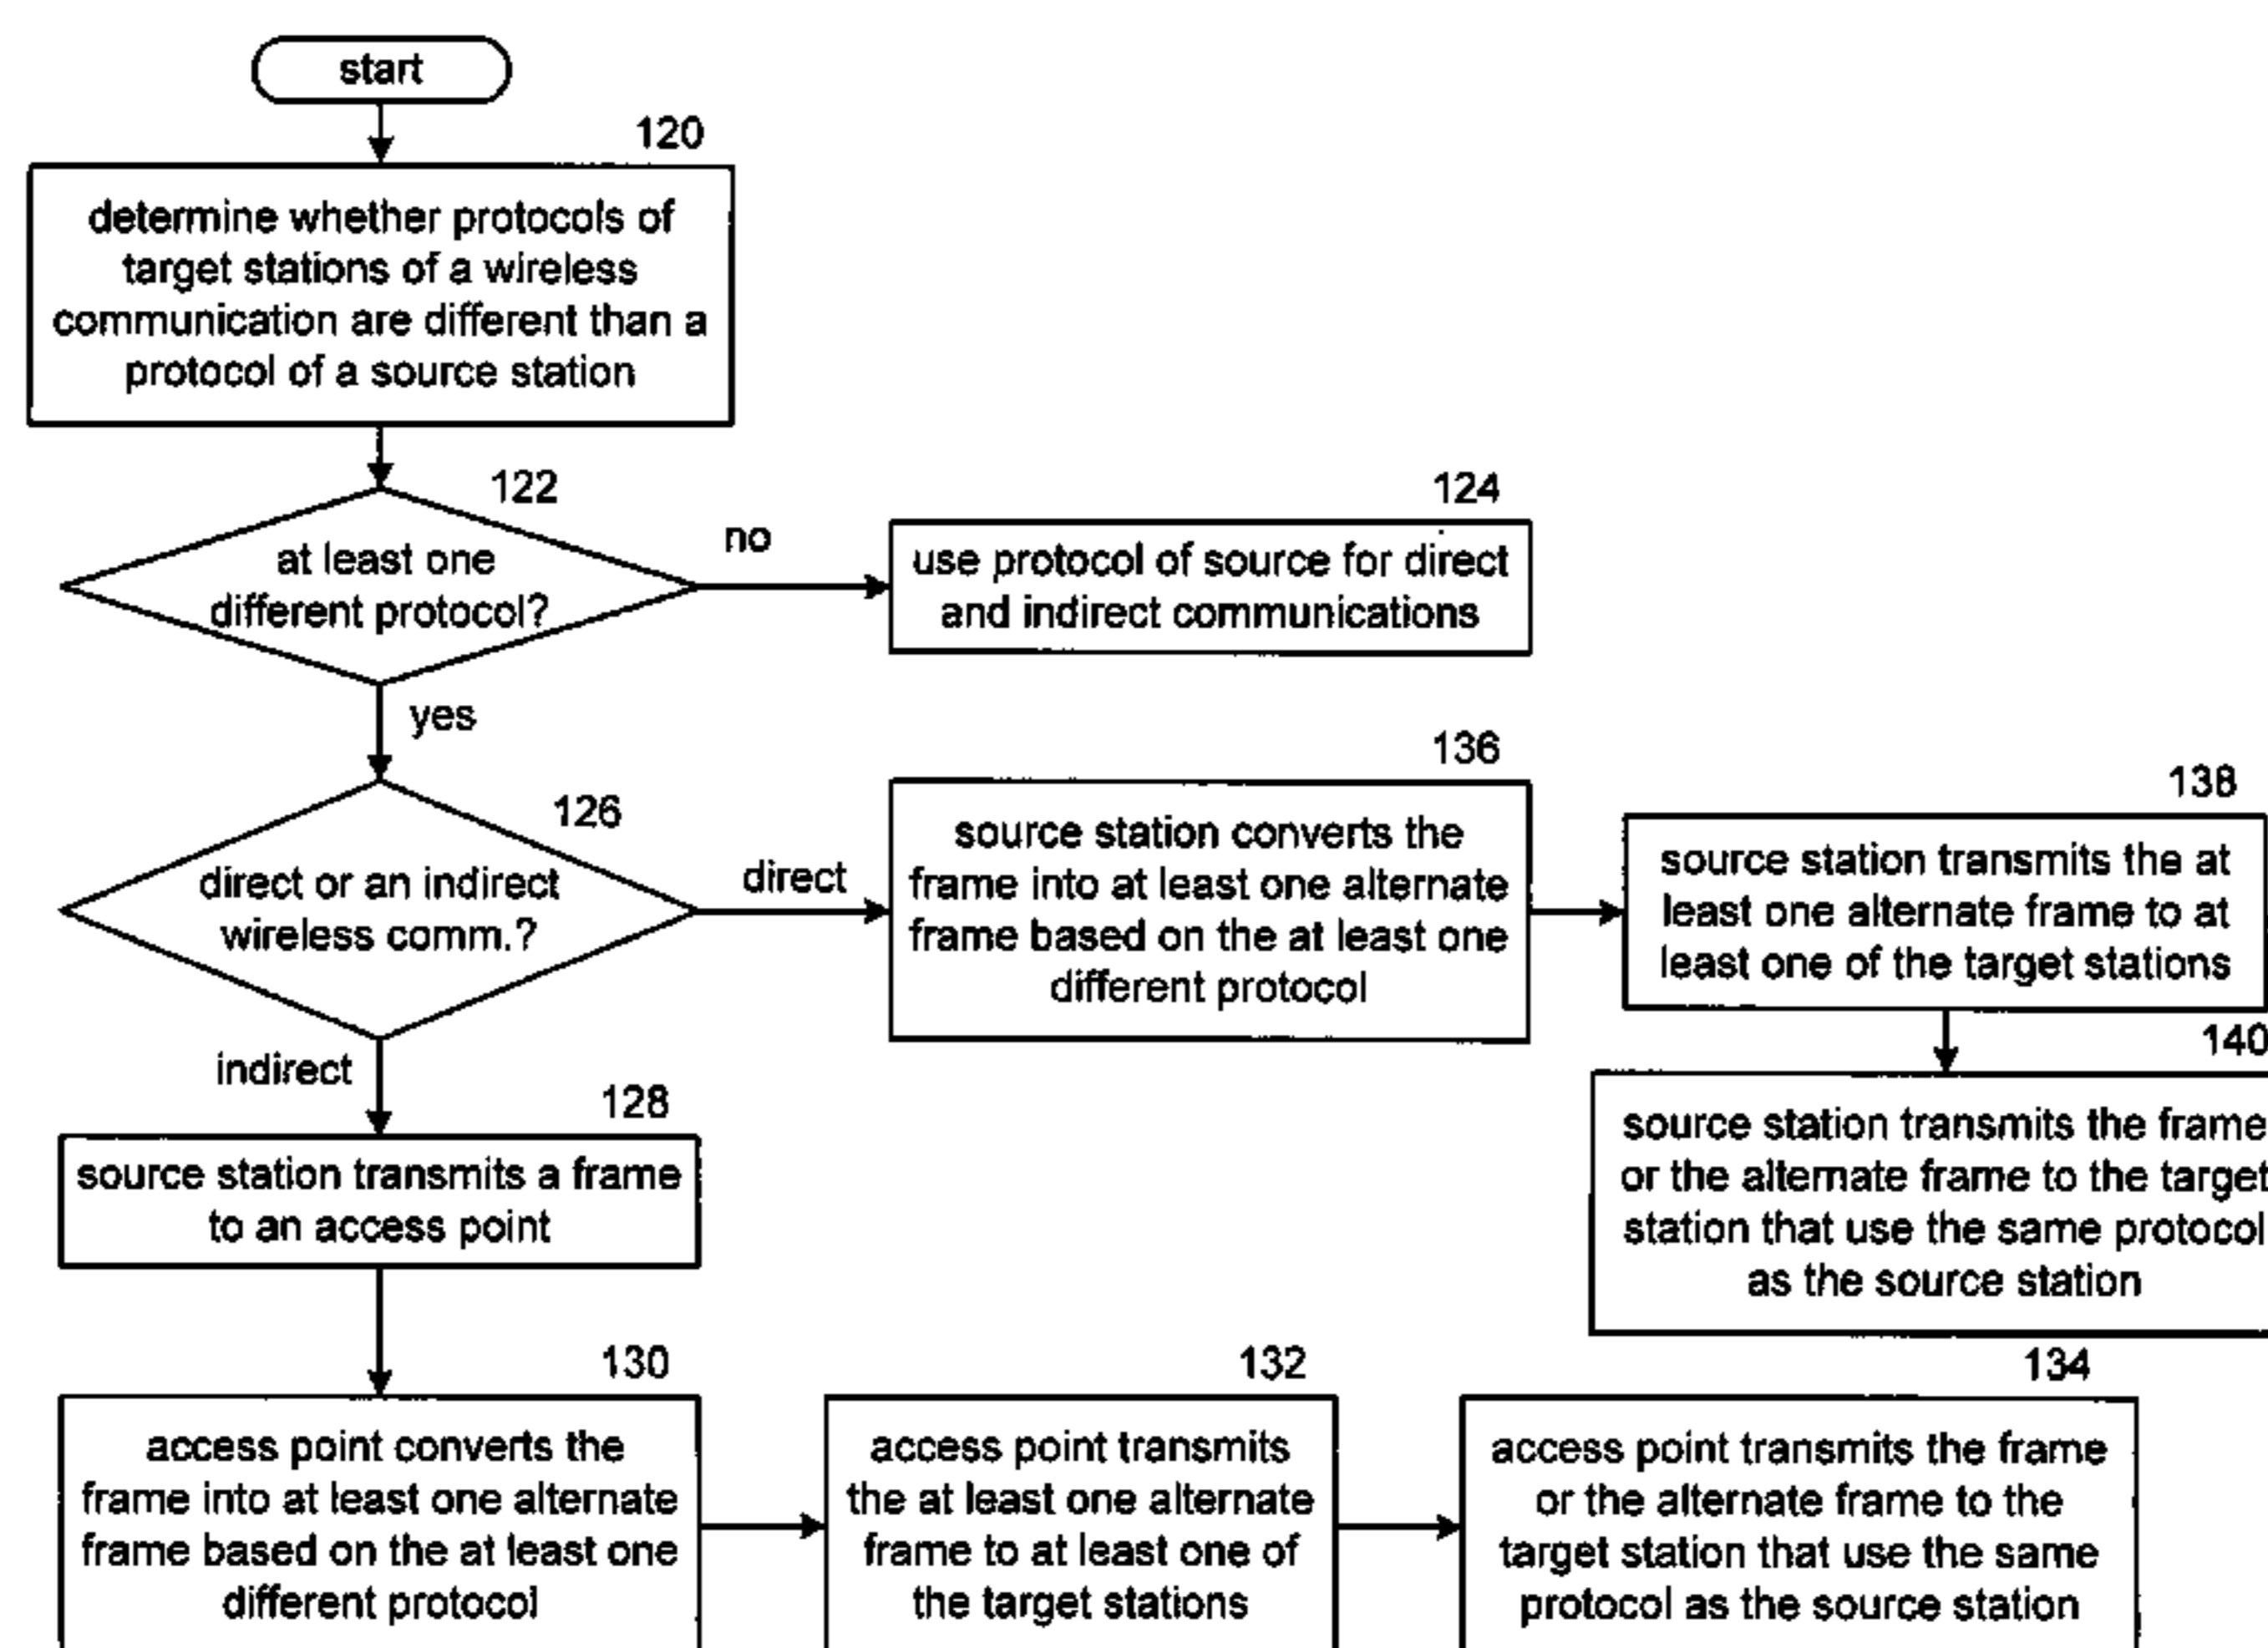 start
120
determine whether protocols of
target stations of a wireless
communication are different than a
protocol of a source station
122
at least one
different protocol?
no
124
use protocol of source for direct
and indirect communications
yes
126
direct or an indirect
wireless comm.?
direct
136
source station converts the
frame into at least one alternate
frame based on the at least one
different protocol
138
source station transmits the at
least one alternate frame to at
least one of the target stations
140
source station transmits the frame
or the alternate frame to the target
station that use the same protocol
as the source station
indirect
128
source station transmits a frame
to an access point
130
access point converts the
frame into at least one alternate
frame based on the at least one
different protocol
132
access point transmits
the at least one alternate
frame to at least one of
the target stations
134
access point transmits the frame
or the alternate frame to the
target station that use the same
protocol as the source station